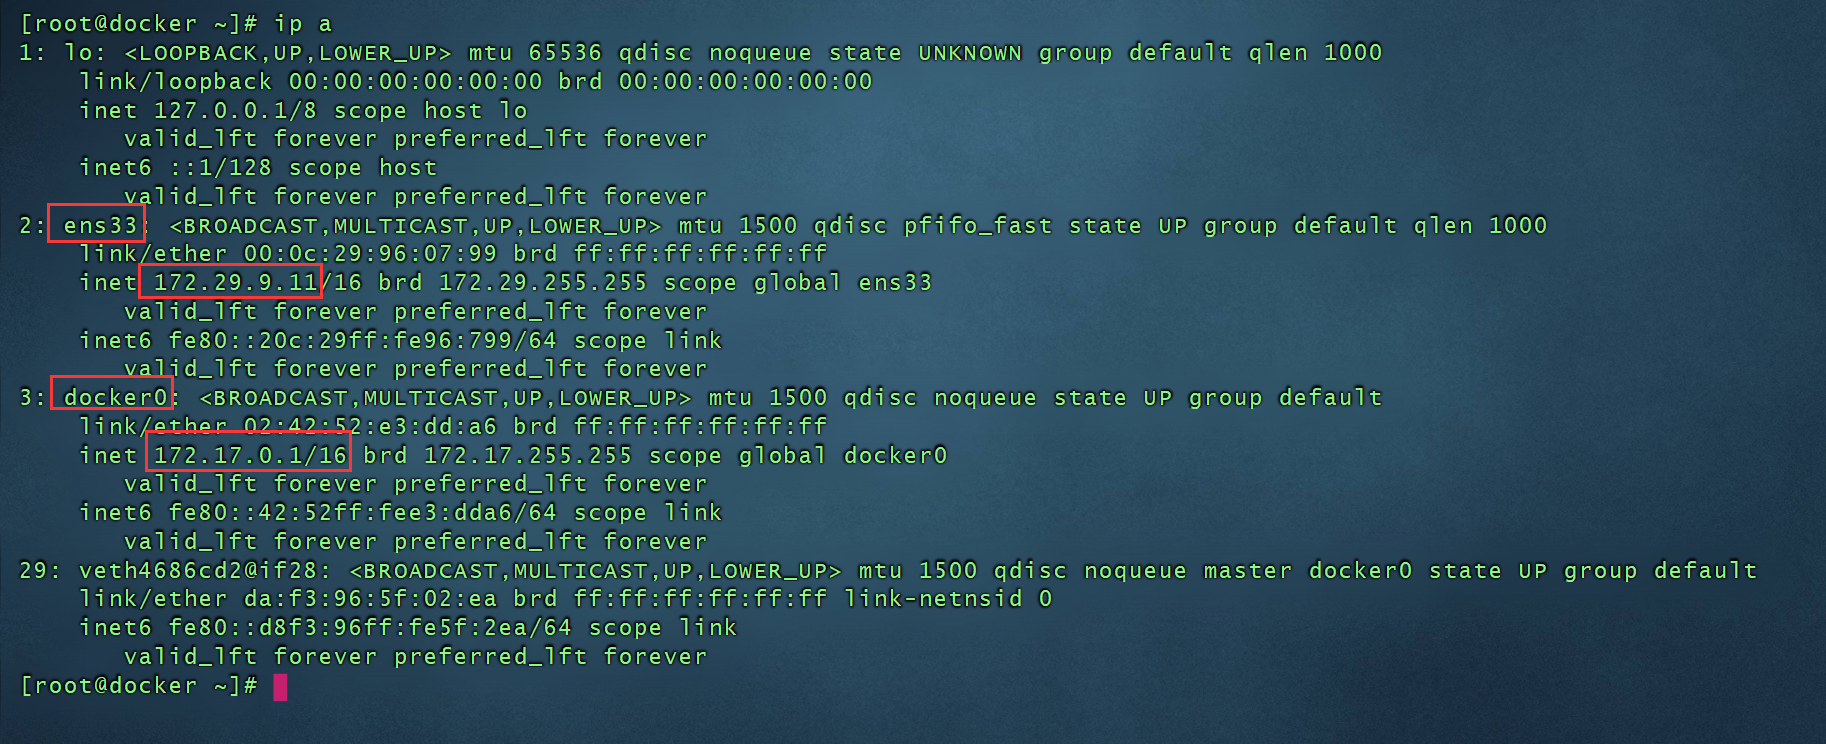 [root@docker ~]# ip a
1: lo: <LOOPBACK,UP,LOWER_UP> mtu 65536 qdisc noqueue state UNKNOWN group default qlen 1000
    link/loopback 00:00:00:00:00:00 brd 00:00:00:00:00:00
    inet 127.0.0.1/8 scope host lo
       valid_lft forever preferred_lft forever
    inet6 ::1/128 scope host
       valid_lft forever preferred_lft forever
2: ens33: <BROADCAST,MULTICAST,UP,LOWER_UP> mtu 1500 qdisc pfifo_fast state UP group default qlen 1000
    link/ether 00:0c:29:96:07:99 brd ff:ff:ff:ff:ff:ff
    inet 172.29.9.11/16 brd 172.29.255.255 scope global ens33
       valid_lft forever preferred_lft forever
    inet6 fe80::20c:29ff:fe96:799/64 scope link
       valid_lft forever preferred_lft forever
3: docker0: <BROADCAST,MULTICAST,UP,LOWER_UP> mtu 1500 qdisc noqueue state UP group default
    link/ether 02:42:52:e3:dd:a6 brd ff:ff:ff:ff:ff:ff
    inet 172.17.0.1/16 brd 172.17.255.255 scope global docker0
       valid_lft forever preferred_lft forever
    inet6 fe80::42:52ff:fee3:dda6/64 scope link
       valid_lft forever preferred_lft forever
29: veth4686cd2@if28: <BROADCAST,MULTICAST,UP,LOWER_UP> mtu 1500 qdisc noqueue master docker0 state UP group default
    link/ether da:f3:96:5f:02:ea brd ff:ff:ff:ff:ff:ff link-netnsid 0
    inet6 fe80::d8f3:96ff:fe5f:2ea/64 scope link
       valid_lft forever preferred_lft forever
[root@docker ~]#